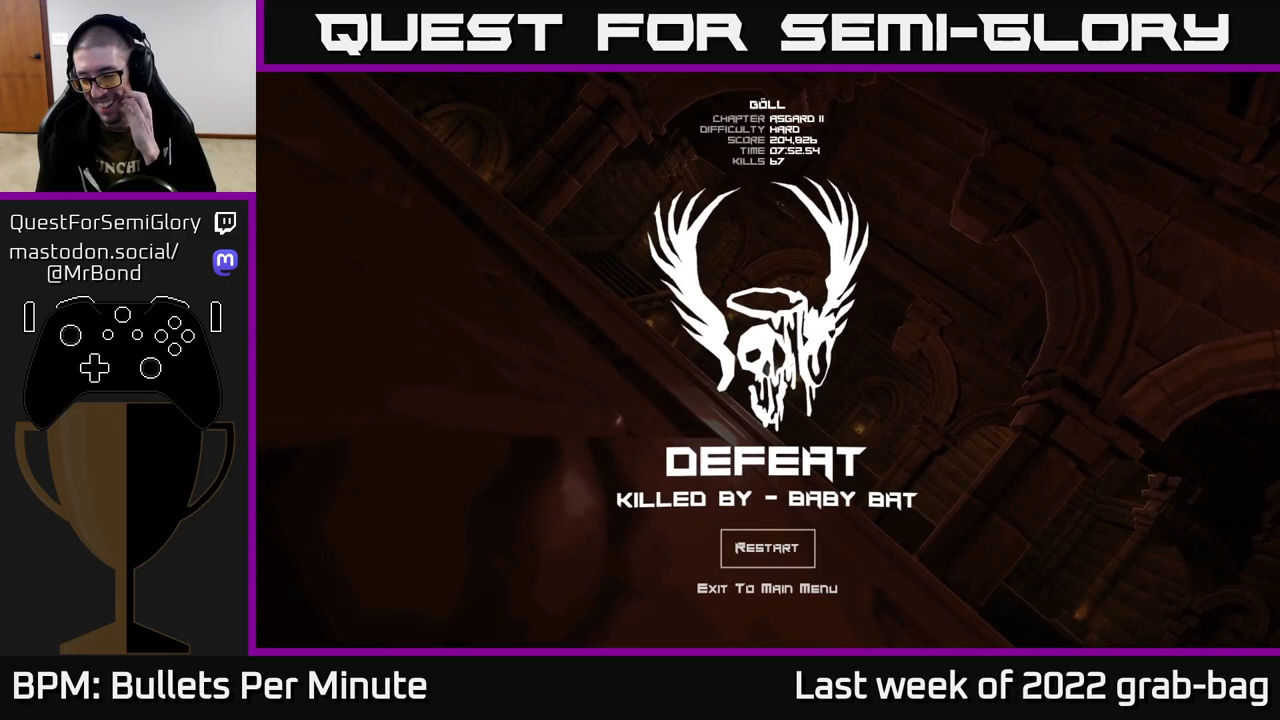 QUEST FOR SEMI-GLORY
QuestForSemiGlory
mastodon.social/
@MrBond
GÖLL
CHAPTER ASGARD II
DIFFICULTY HARD
SCORE 204,826
TIME 07:52.54
KILLS 67
DEFEAT
KILLED BY - BABY BAT
RESTART
EXIT TO MAIN MENU
BPM: Bullets Per Minute
Last week of 2022 grab-bag